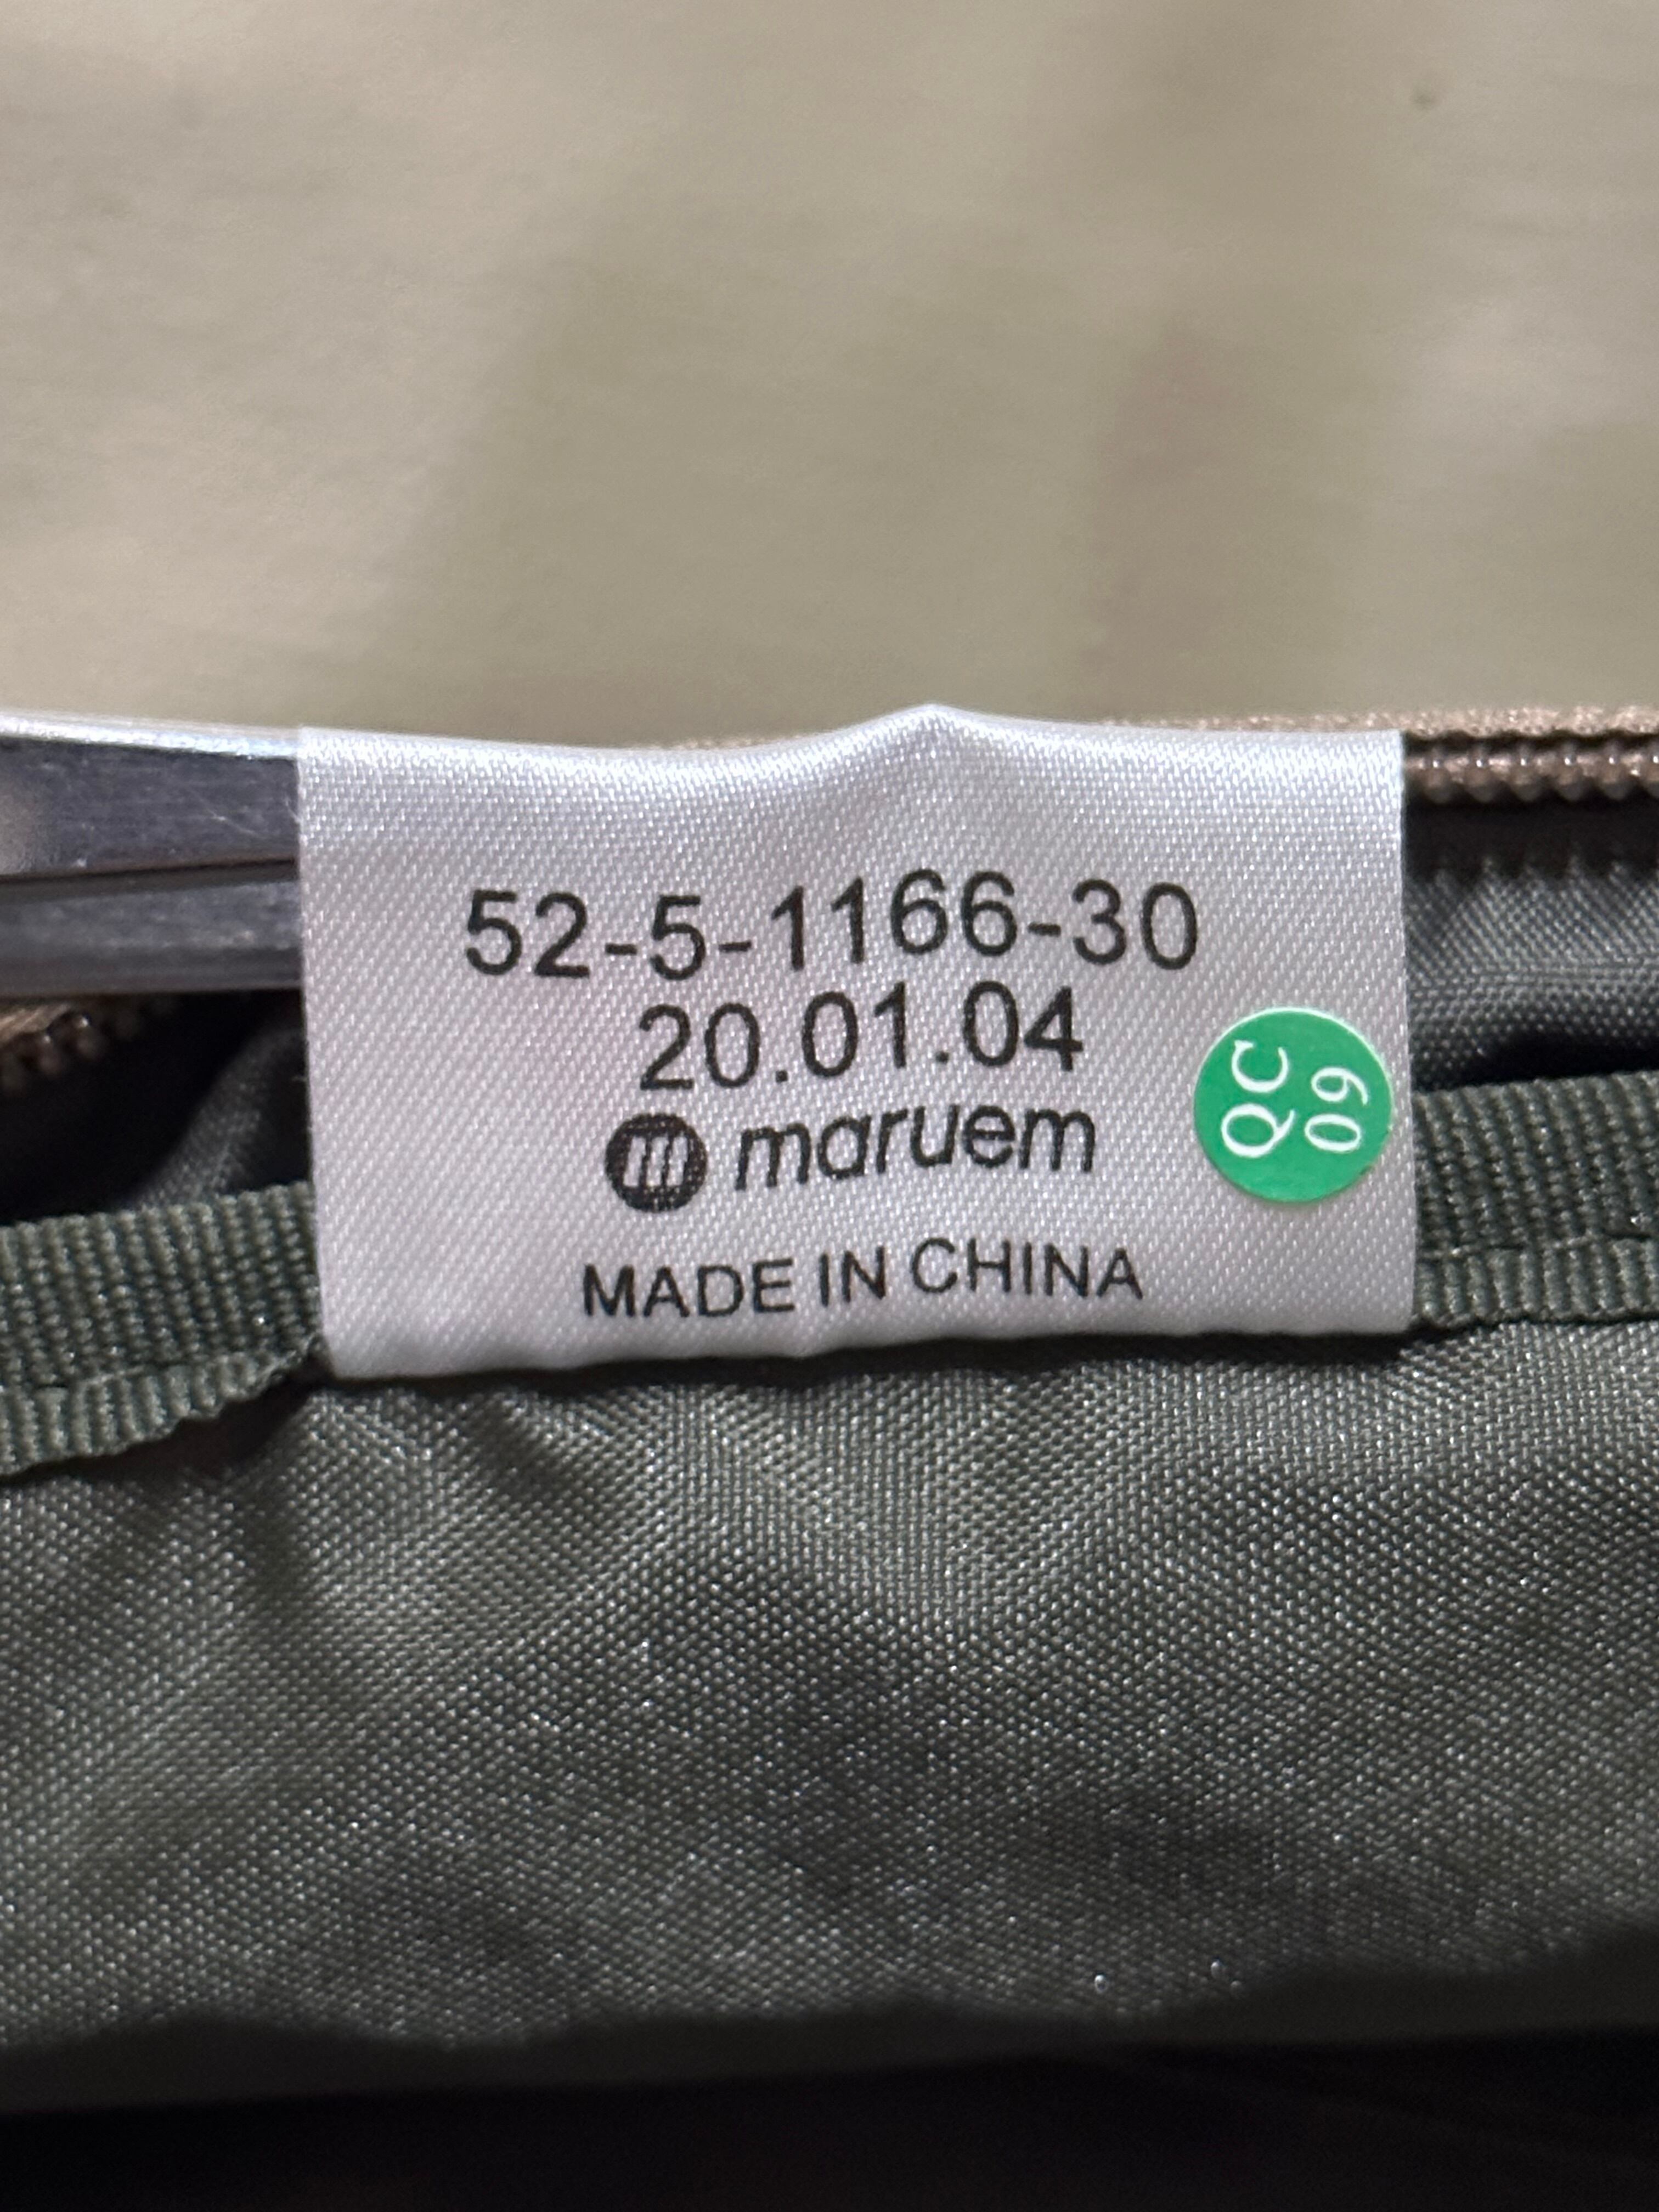 52-5-1166-30
20.01.04
m maruem
MADE IN CHINA
QC
09